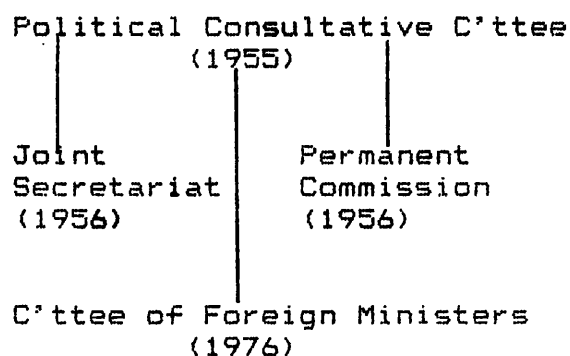 Political Consultative C'ttee
(1955)
Joint Permanent
Secretariat Commission
(1956) (1956)
C'ttee of Foreign Ministers
(1976)